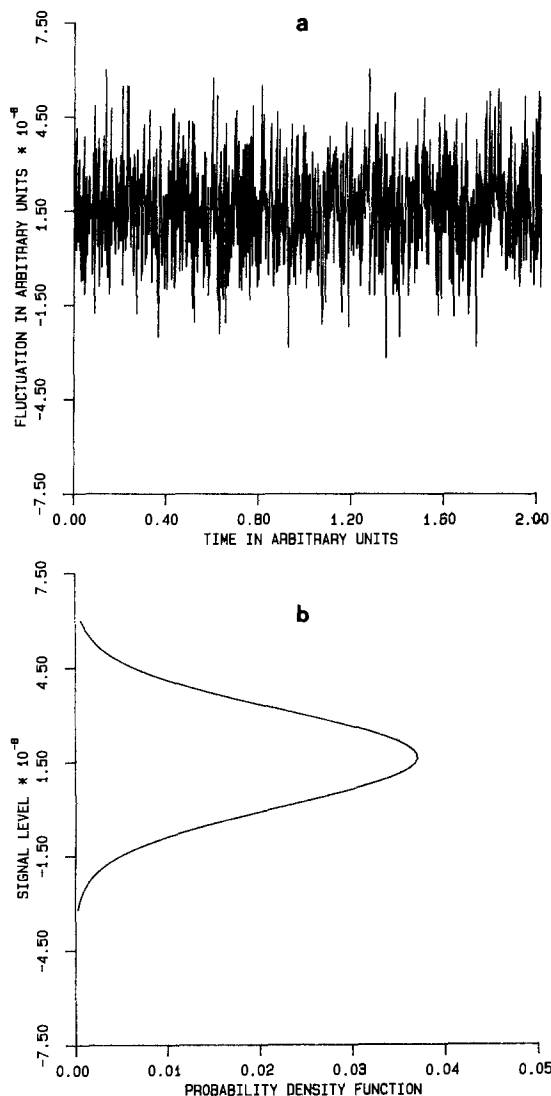 a
7.50
4.50
1.50
-1.50
-4.50
-7.50
FLUCTUATION IN ARBITRARY UNITS * 10⁻⁸
0.00 0.40 0.80 1.20 1.60 2.00
TIME IN ARBITRARY UNITS
b
7.50
4.50
1.50
-1.50
-4.50
-7.50
SIGNAL LEVEL * 10⁻⁸
0.00 0.01 0.02 0.03 0.04 0.05
PROBABILITY DENSITY FUNCTION